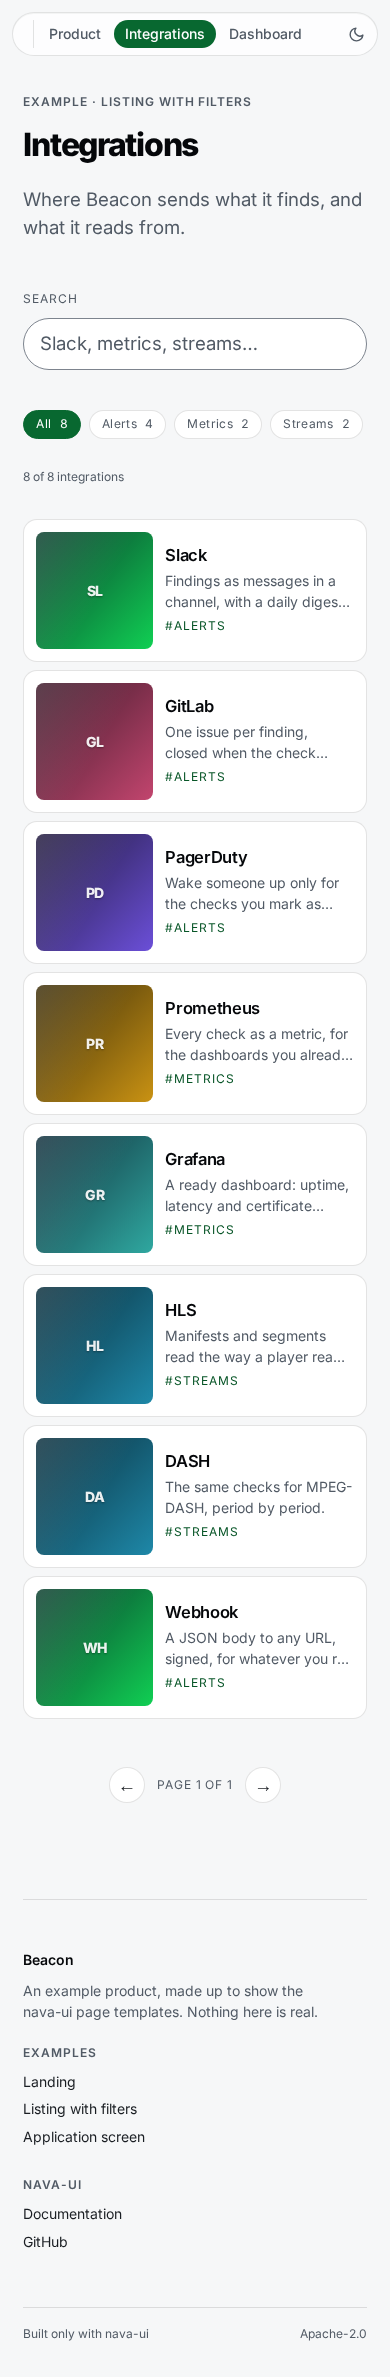 Product Integrations Dashboard
EXAMPLE · LISTING WITH FILTERS
Integrations
Where Beacon sends what it finds, and
what it reads from.
SEARCH
Slack, metrics, streams...
All 8 Alerts 4 Metrics 2 Streams 2
8 of 8 integrations
SL
Slack
Findings as messages in a
channel, with a daily diges...
#ALERTS
GL
GitLab
One issue per finding,
closed when the check...
#ALERTS
PD
PagerDuty
Wake someone up only for
the checks you mark as...
#ALERTS
PR
Prometheus
Every check as a metric, for
the dashboards you alread...
#METRICS
GR
Grafana
A ready dashboard: uptime,
latency and certificate...
#METRICS
HL
HLS
Manifests and segments
read the way a player rea...
#STREAMS
DA
DASH
The same checks for MPEG-
DASH, period by period.
#STREAMS
WH
Webhook
A JSON body to any URL,
signed, for whatever you r...
#ALERTS
← PAGE 1 OF 1 →
Beacon
An example product, made up to show the
nava-ui page templates. Nothing here is real.
EXAMPLES
Landing
Listing with filters
Application screen
NAVA-UI
Documentation
GitHub
Built only with nava-ui Apache-2.0